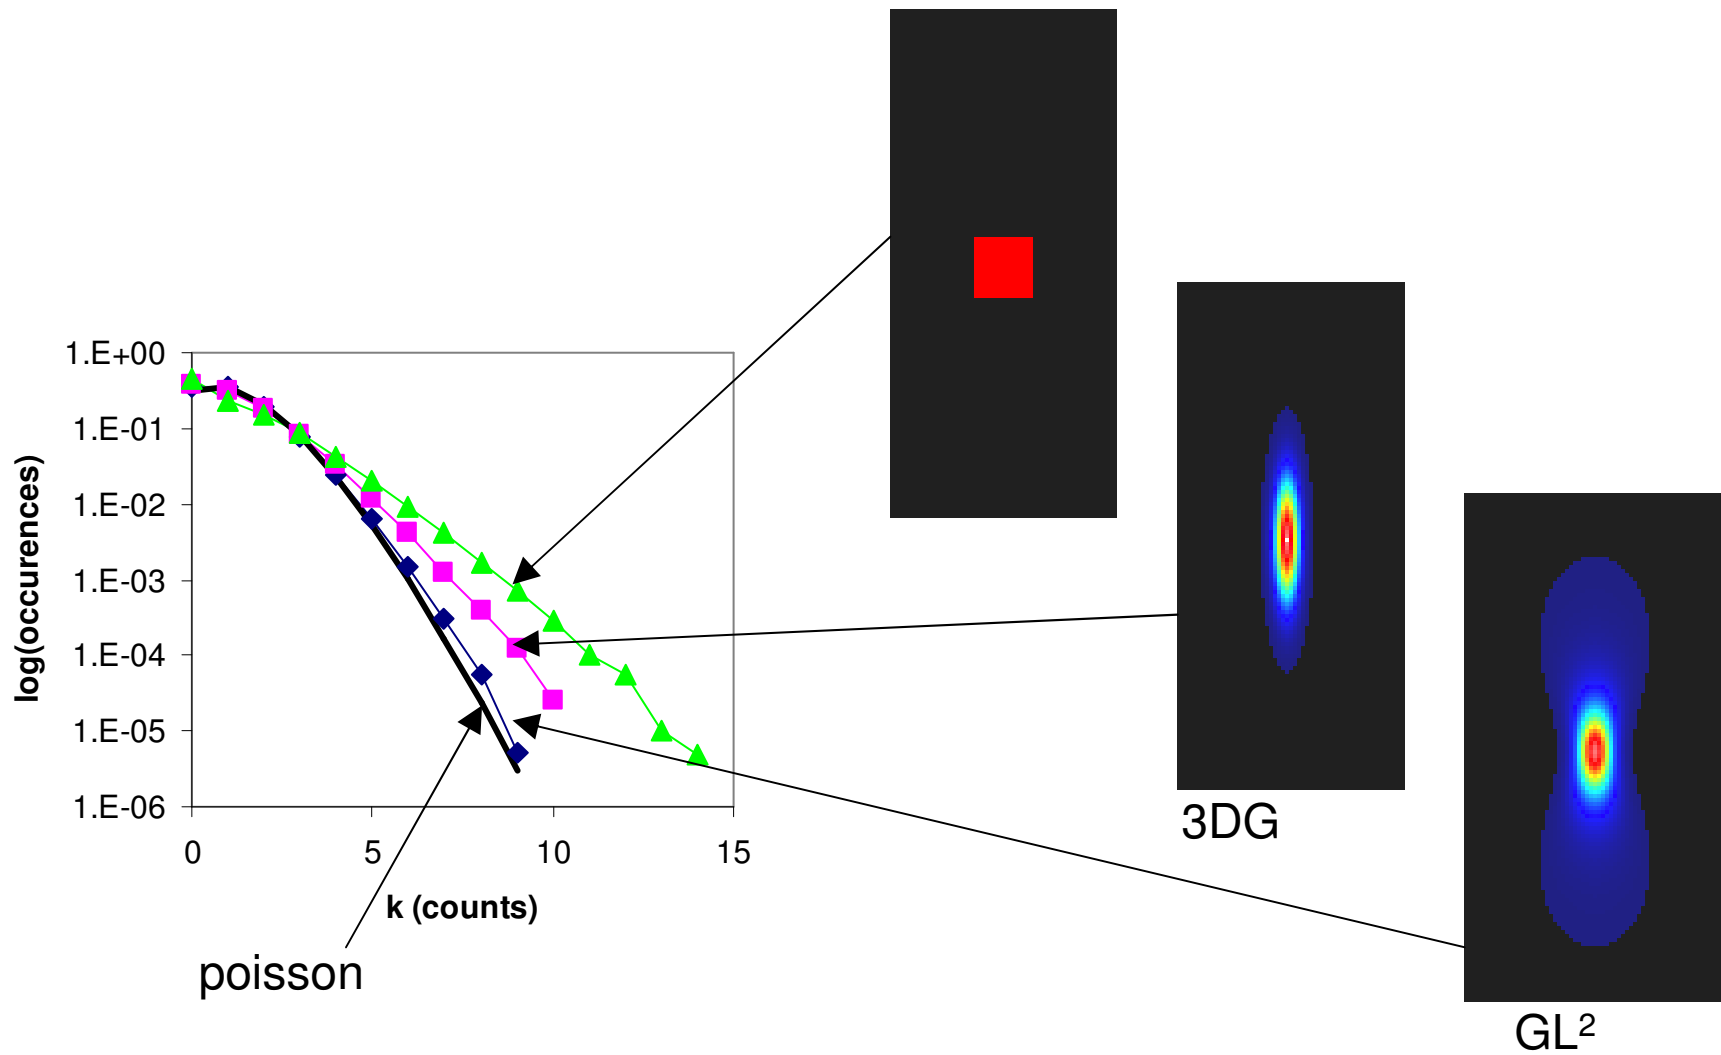 1.E+00
1.E-01
1.E-02
1.E-03
1.E-04
1.E-05
1.E-06
log(occurences)
0 5 10 15
k (counts)
poisson
3DG
GL²